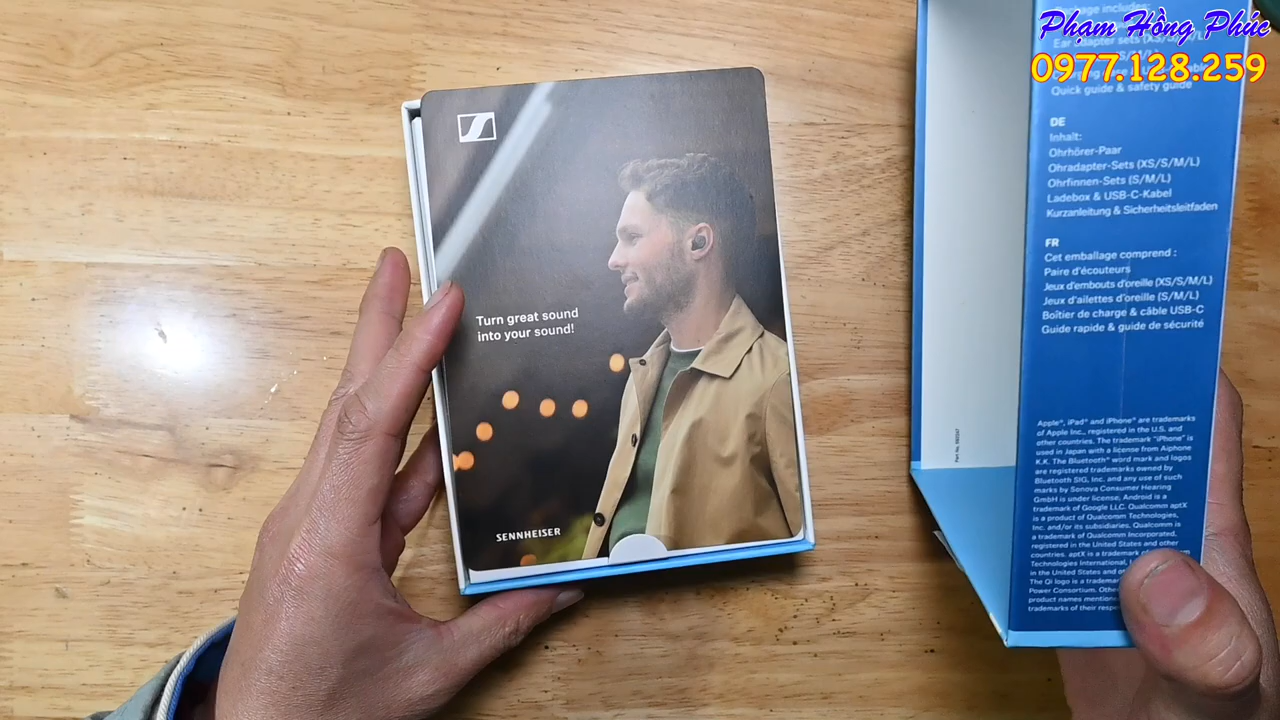 Phạm Hồng Phúc
0977.128.259
Turn great sound
into your sound!
SENNHEISER
Package includes:
Ear adapter sets (XS/S/M/L)
Quick guide & safety guide
DE
Inhalt:
Ohrhörer-Paar
Ohradapter-Sets (XS/S/M/L)
Ohrfinnen-Sets (S/M/L)
Ladebox & USB-C-Kabel
Kurzanleitung & Sicherheitsleitfaden
FR
Cet emballage comprend :
Paire d'écouteurs
Jeux d'embouts d'oreille (XS/S/M/L)
Jeux d'ailettes d'oreille (S/M/L)
Boîtier de charge & câble USB-C
Guide rapide & guide de sécurité
Apple®, iPad® and iPhone® are trademarks
of Apple Inc., registered in the U.S. and
other countries. The trademark "iPhone" is
used in Japan with a license from Aiphone
K.K. The Bluetooth® word mark and logos
are registered trademarks owned by
Bluetooth SIG, Inc. and any use of such
marks by Sonova Consumer Hearing
GmbH is under license. Android is a
trademark of Google LLC. Qualcomm aptX
is a product of Qualcomm Technologies,
Inc. and/or its subsidiaries. Qualcomm is
a trademark of Qualcomm Incorporated,
registered in the United States and other
countries. aptX is a trademark of
Technologies International,
in the United States and
The Qi logo is a
Power Consortium.
product names
trademarks of their